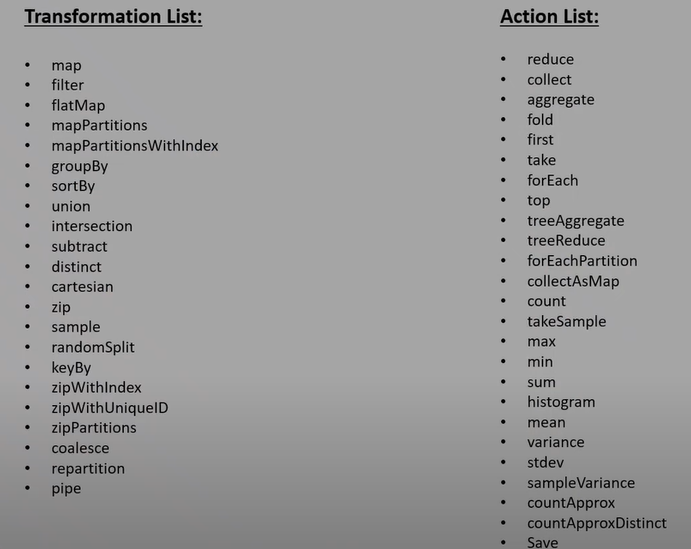 Transformation List:
• map
• filter
• flatMap
• mapPartitions
• mapPartitionsWithIndex
• groupBy
• sortBy
• union
• intersection
• subtract
• distinct
• cartesian
• zip
• sample
• randomSplit
• keyBy
• zipWithIndex
• zipWithUniqueID
• zipPartitions
• coalesce
• repartition
• pipe
Action List:
• reduce
• collect
• aggregate
• fold
• first
• take
• forEach
• top
• treeAggregate
• treeReduce
• forEachPartition
• collectAsMap
• count
• takeSample
• max
• min
• sum
• histogram
• mean
• variance
• stdev
• sampleVariance
• countApprox
• countApproxDistinct
• Save